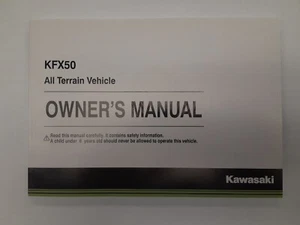 KFX50
All Terrain Vehicle
OWNER'S MANUAL
⚠Read this manual carefully. It contains safety information.
A child under 6 years old should never be allowed to operate this vehicle.
Kawasaki